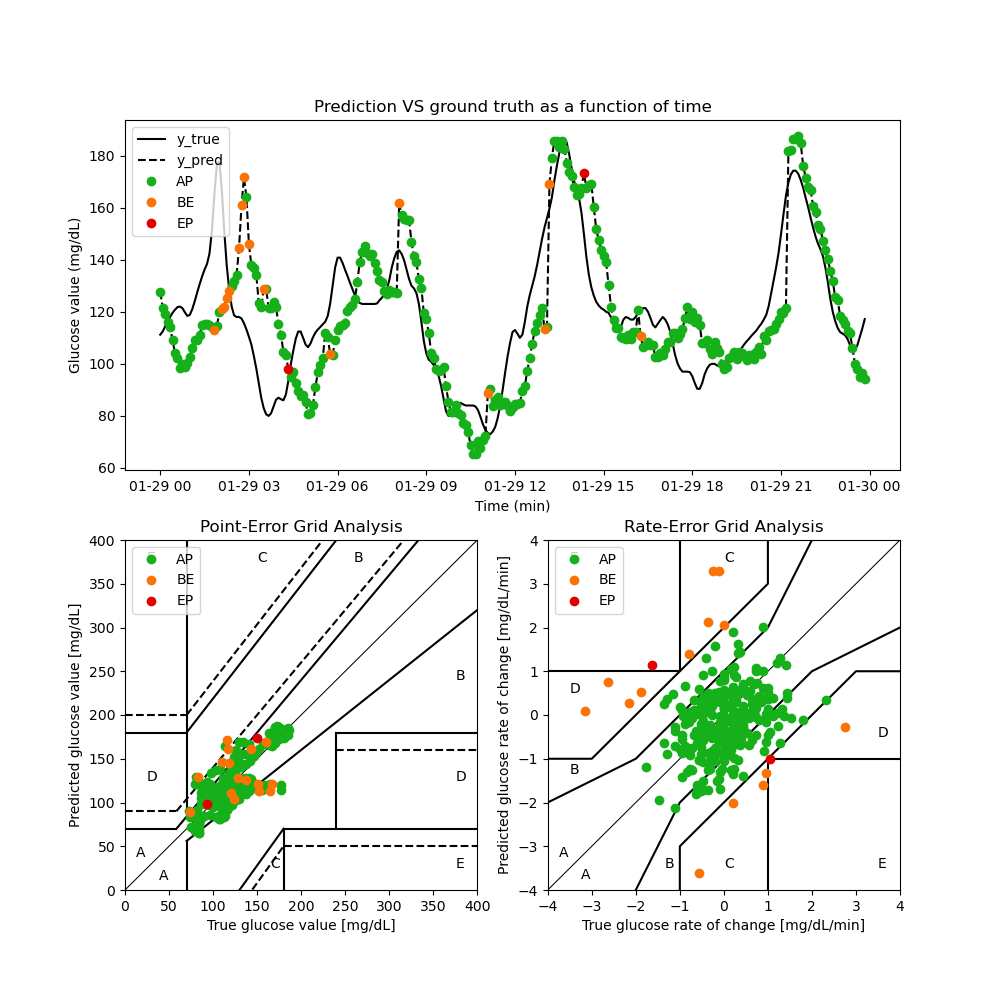 Prediction VS ground truth as a function of time
Glucose value (mg/dL)
180
160
140
120
100
80
60
y_true
y_pred
AP
BE
EP
01-29 00 01-29 03 01-29 06 01-29 09 01-29 12 01-29 15 01-29 18 01-29 21 01-30 00
Time (min)
Point-Error Grid Analysis
Predicted glucose value [mg/dL]
400
350
300
250
200
150
100
50
0
AP
BE
EP
C
B
B
D
D
A
A
C
E
0 50 100 150 200 250 300 350 400
True glucose value [mg/dL]
Rate-Error Grid Analysis
Predicted glucose rate of change [mg/dL/min]
4
3
2
1
0
−1
−2
−3
−4
AP
BE
EP
C
D
D
B
A
A
B
C
E
−4 −3 −2 −1 0 1 2 3 4
True glucose rate of change [mg/dL/min]